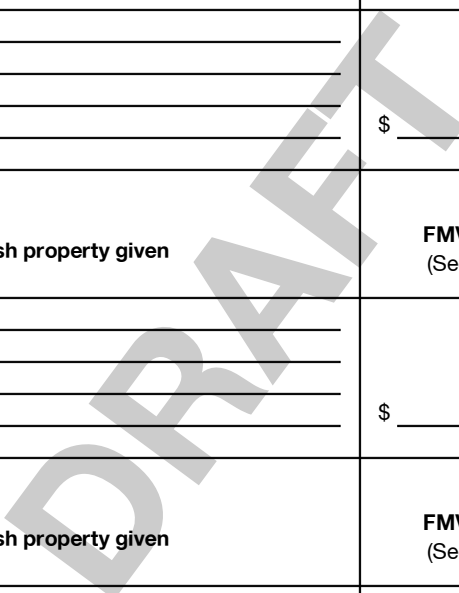 $
sh property given
FMV
(Se
$
sh property given
FMV
(Se
DRAFT